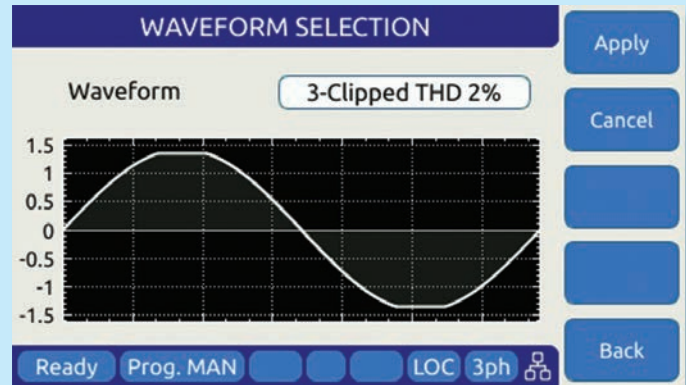 WAVEFORM SELECTION
Apply
Waveform
3-Clipped THD 2%
Cancel
1.5
1
0.5
0
-0.5
-1
-1.5
Ready
Prog. MAN
LOC
3ph
Back